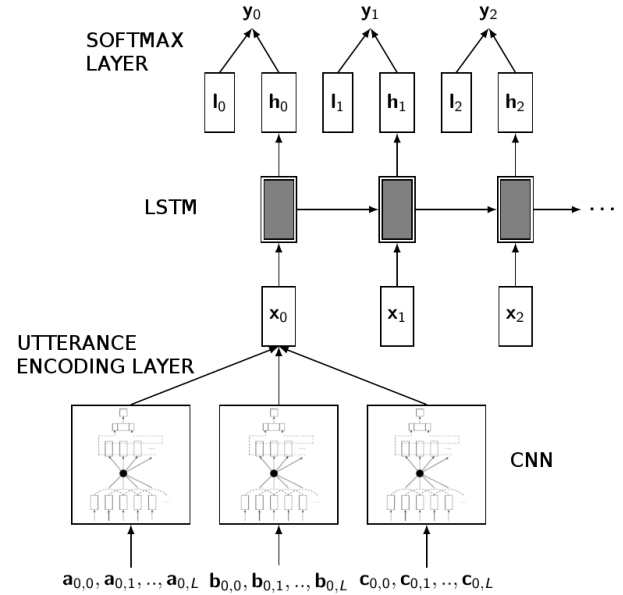 y₀ y₁ y₂
SOFTMAX
LAYER
l₀ h₀ l₁ h₁ l₂ h₂
LSTM
...
x₀ x₁ x₂
UTTERANCE
ENCODING LAYER
CNN
a₀,₀, a₀,₁, .., a₀,L b₀,₀, b₀,₁, .., b₀,L c₀,₀, c₀,₁, .., c₀,L